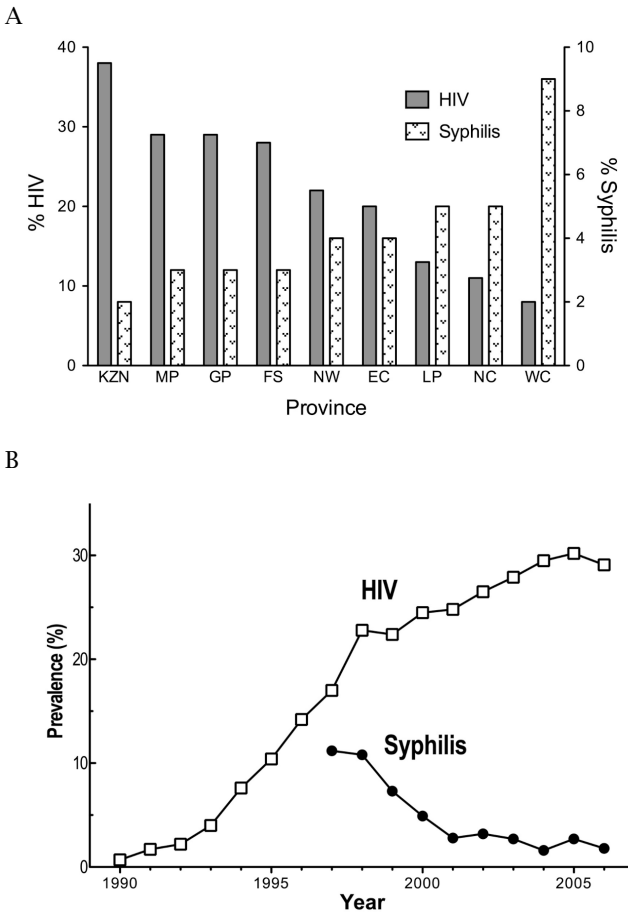 A
40
30
20
10
0
% HIV
HIV
Syphilis
10
8
6
4
2
0
% Syphilis
KZN MP GP FS NW EC LP NC WC
Province
B
30
20
10
0
Prevalence (%)
HIV
Syphilis
1990 1995 2000 2005
Year